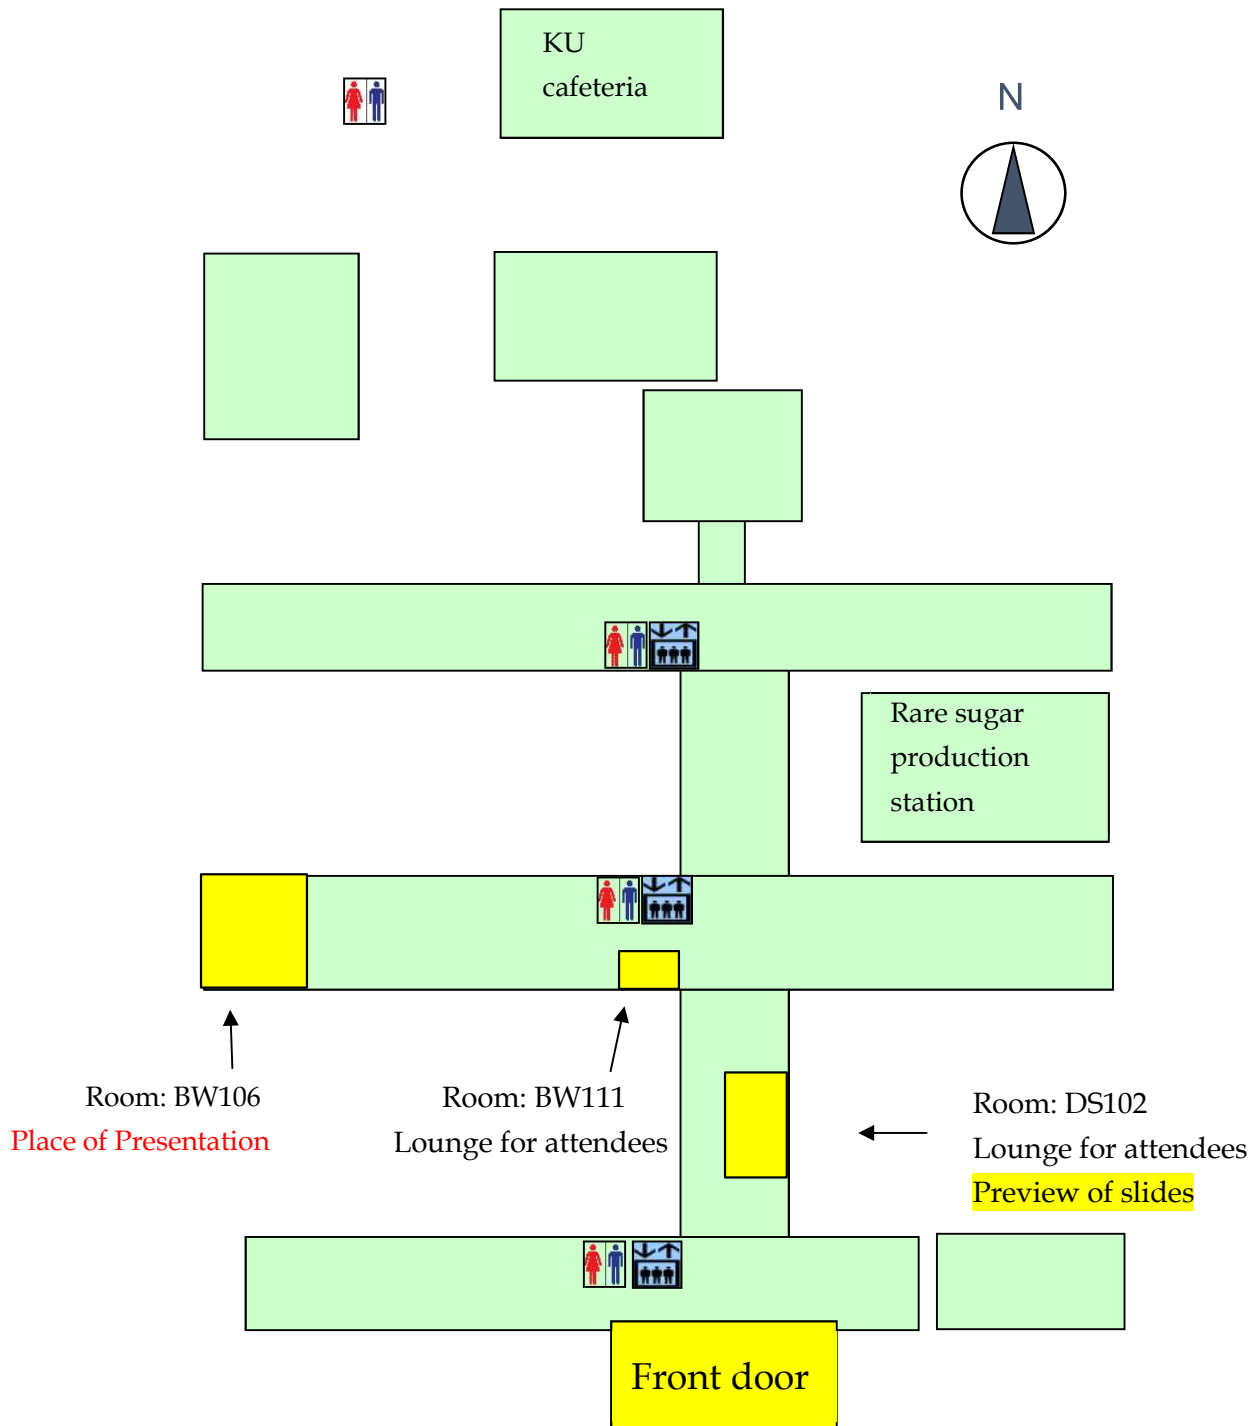 KU
cafeteria
N
Rare sugar
production
station
Room: BW106
Place of Presentation
Room: BW111
Lounge for attendees
Room: DS102
Lounge for attendees
Preview of slides
Front door